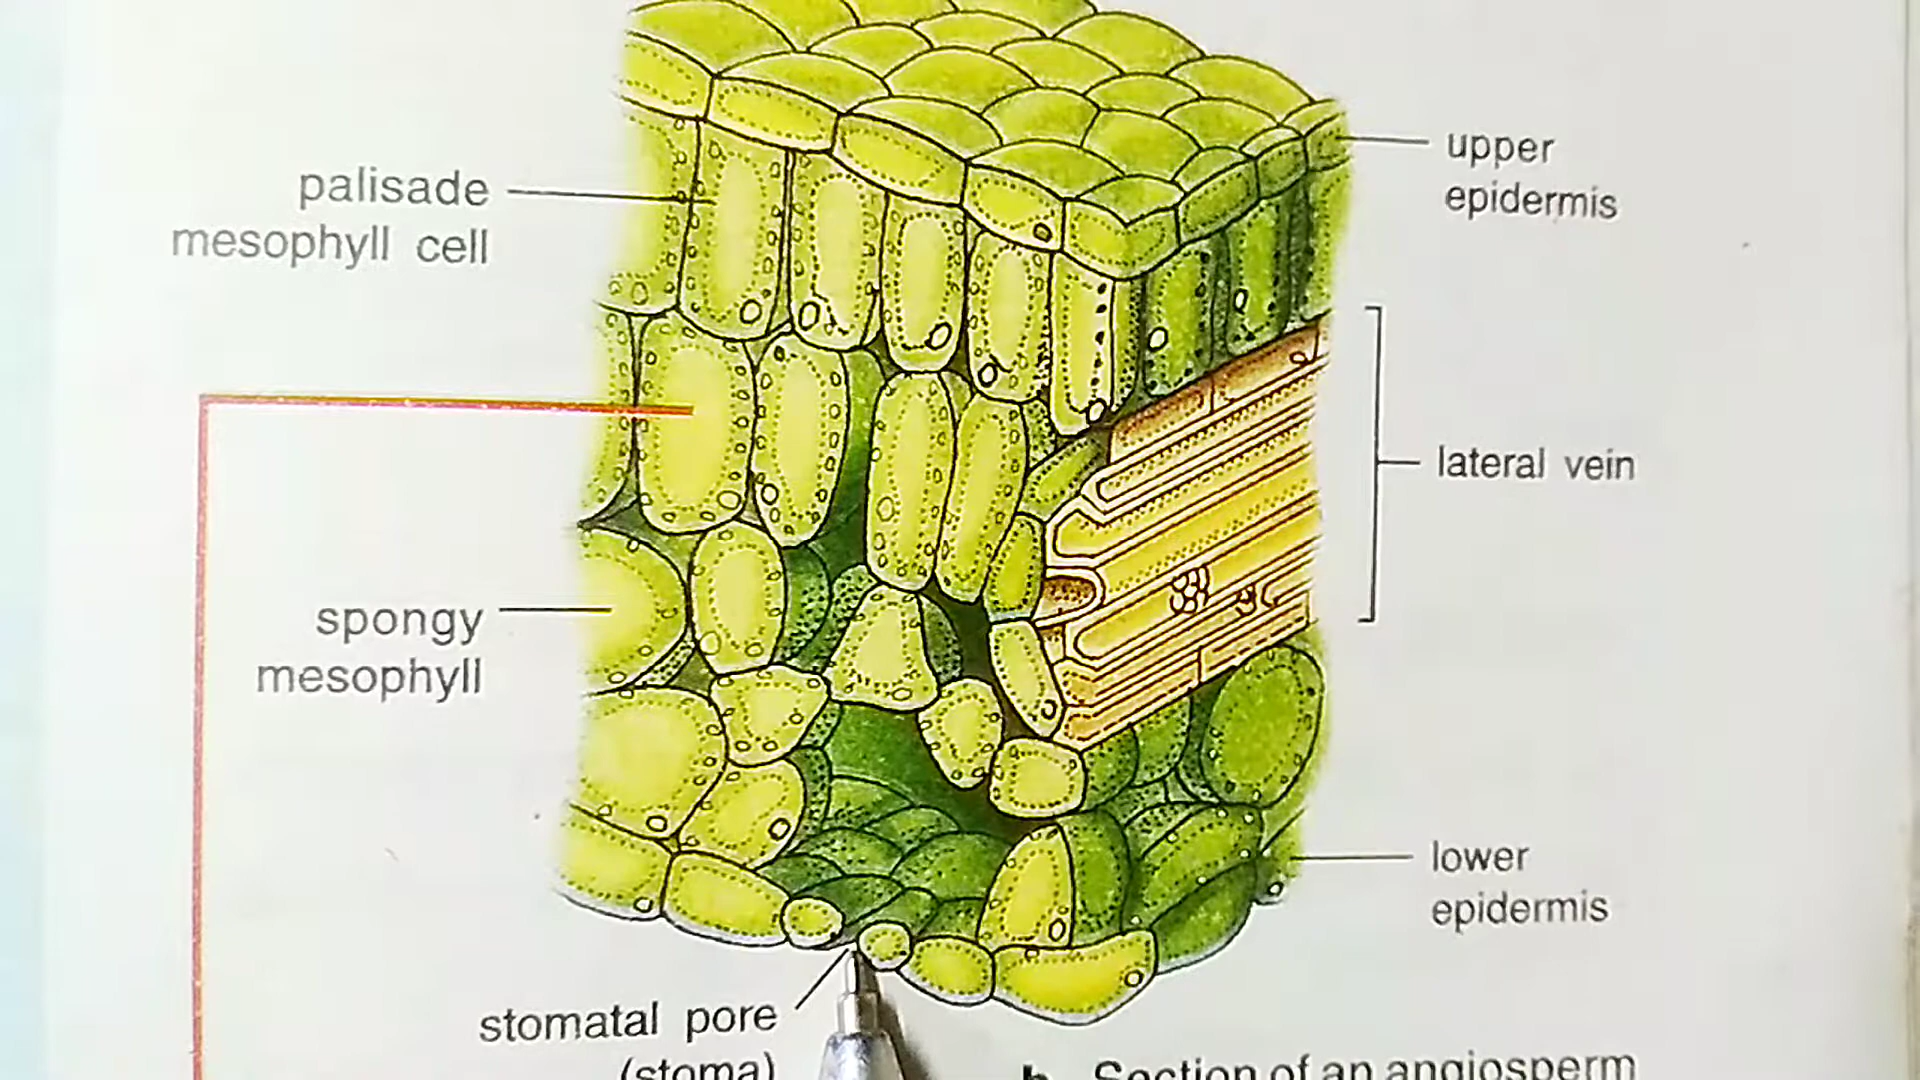 upper
epidermis
palisade
mesophyll cell
lateral vein
spongy
mesophyll
lower
epidermis
stomatal pore
(stoma)
b Section of an angiosperm